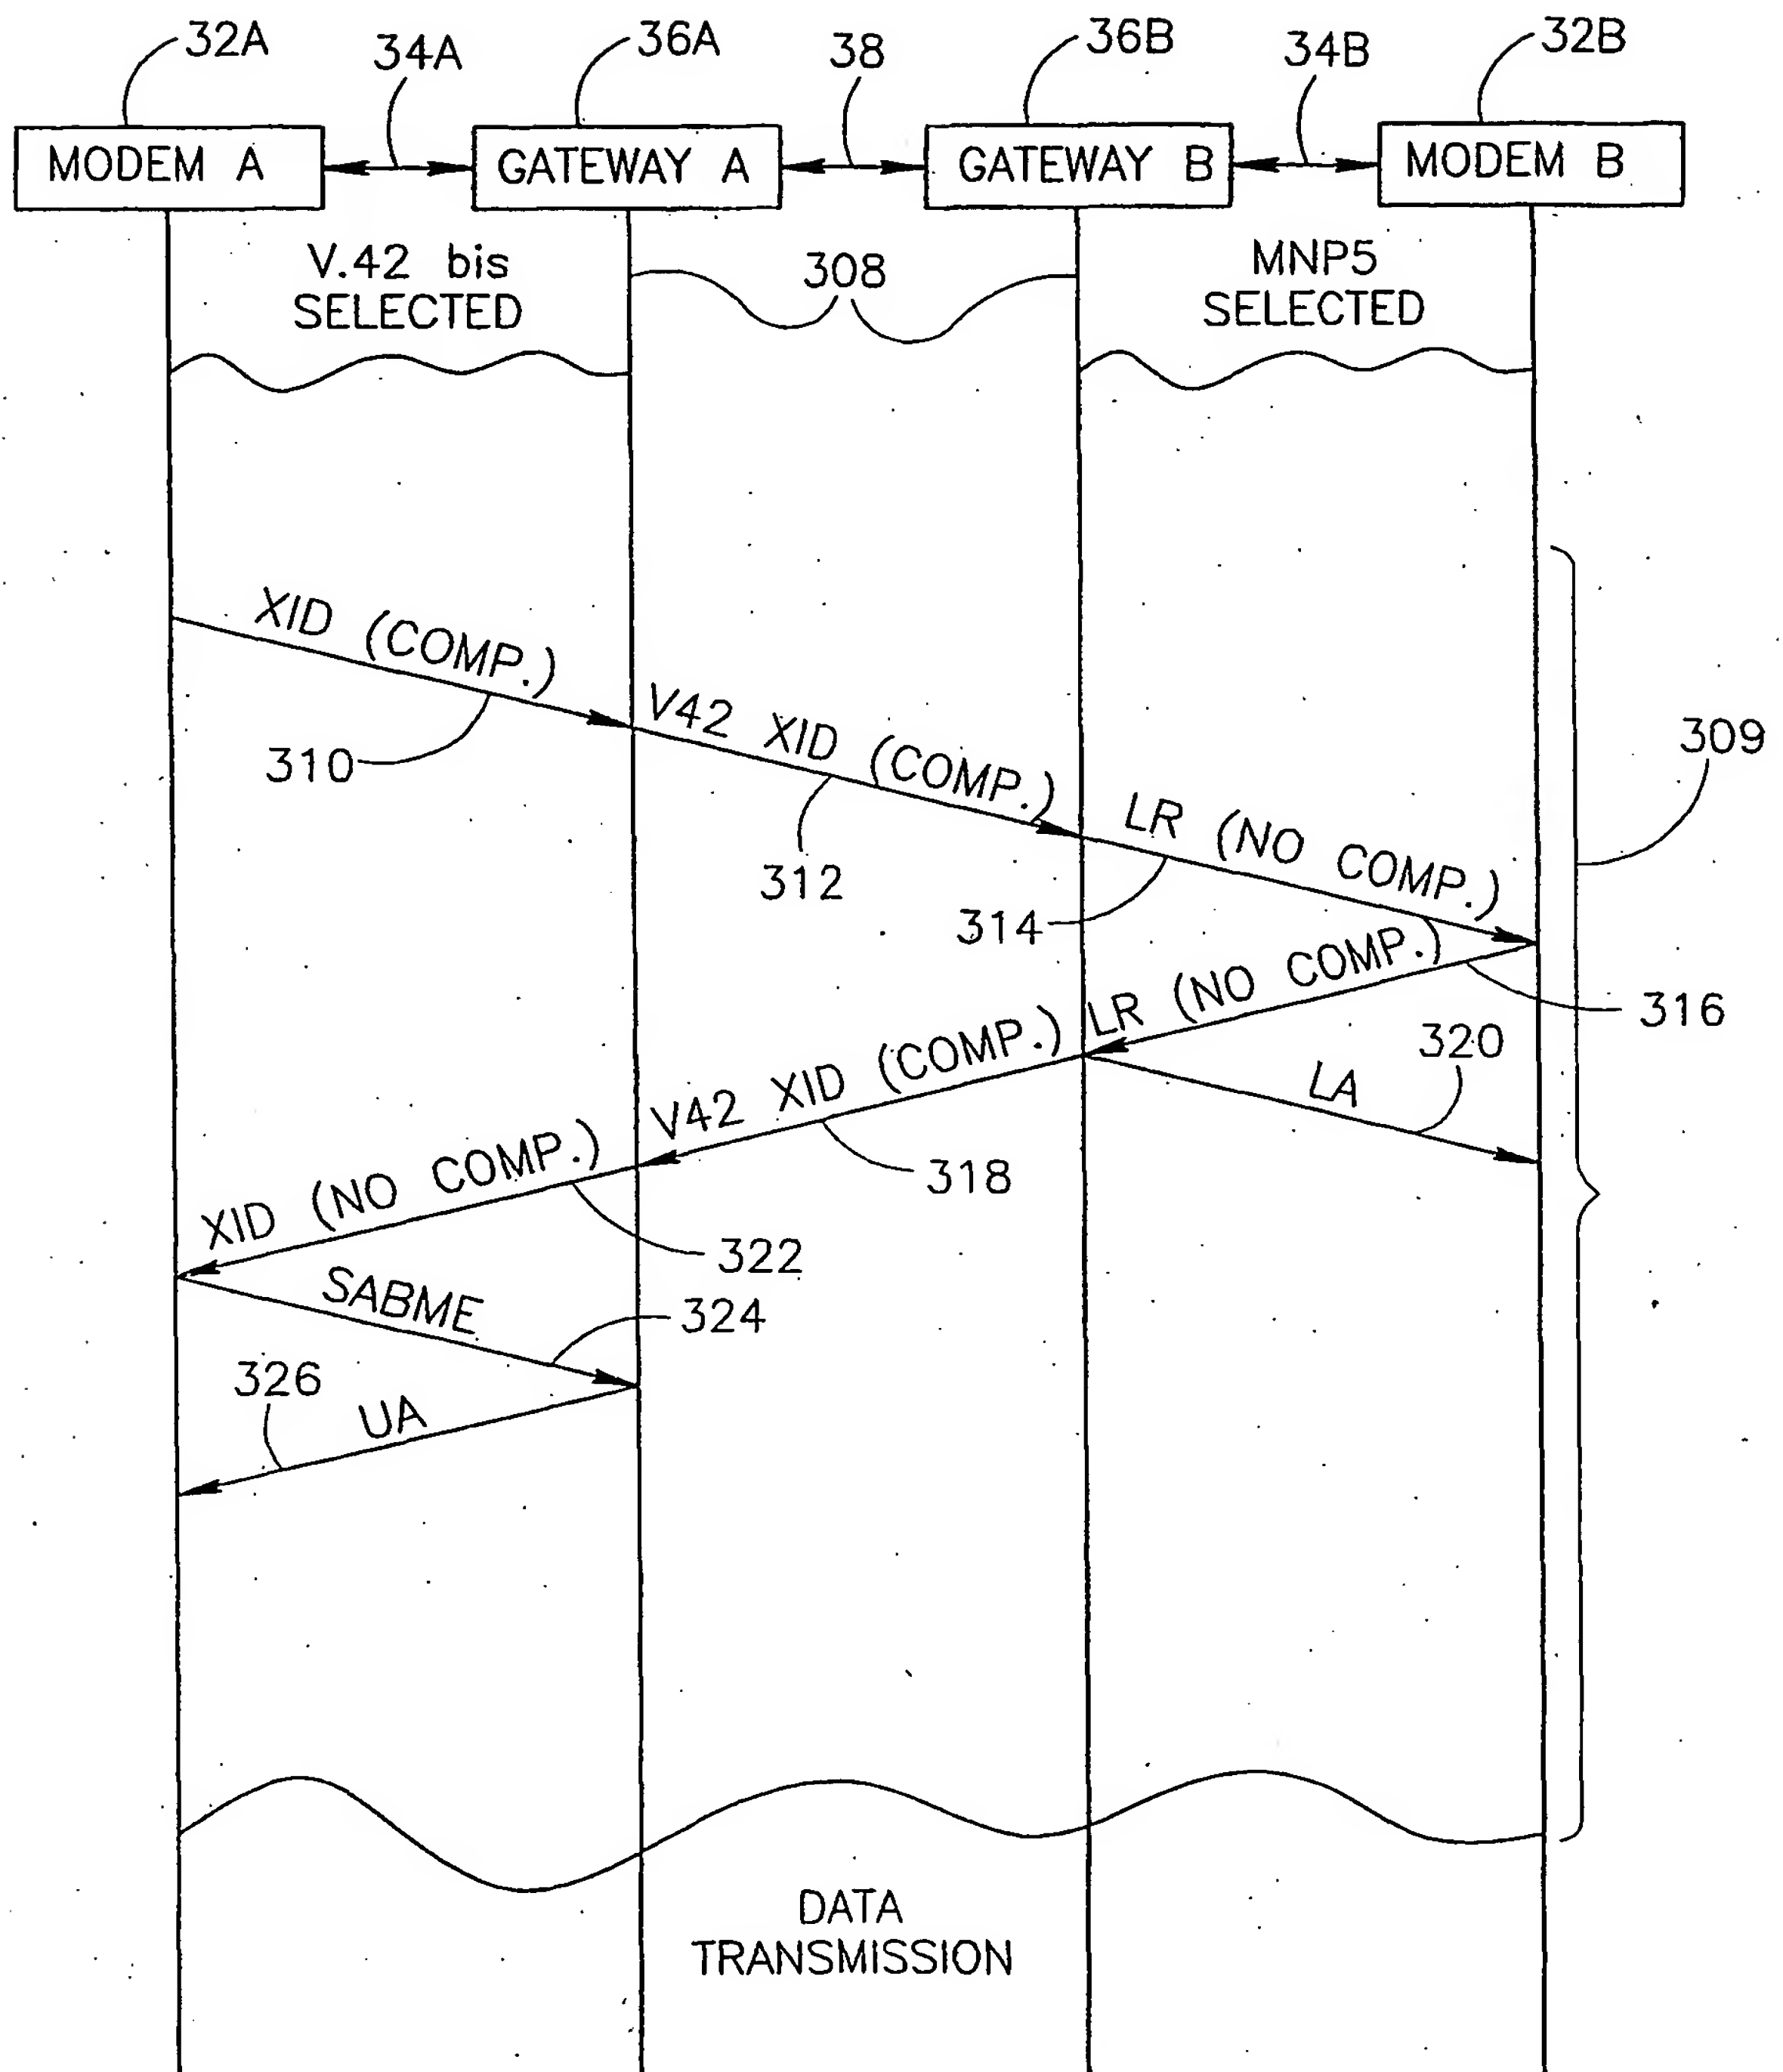 32A
34A
36A
38
36B
34B
32B
MODEM A
GATEWAY A
GATEWAY B
MODEM B
V.42 bis
SELECTED
308
MNP5
SELECTED
XID (COMP.)
310
V42 XID (COMP.)
312
309
LR (NO COMP.)
314
LR (NO COMP.)
316
320
LA
V42 XID (COMP.)
318
XID (NO COMP.)
322
SABME
324
326
UA
DATA
TRANSMISSION